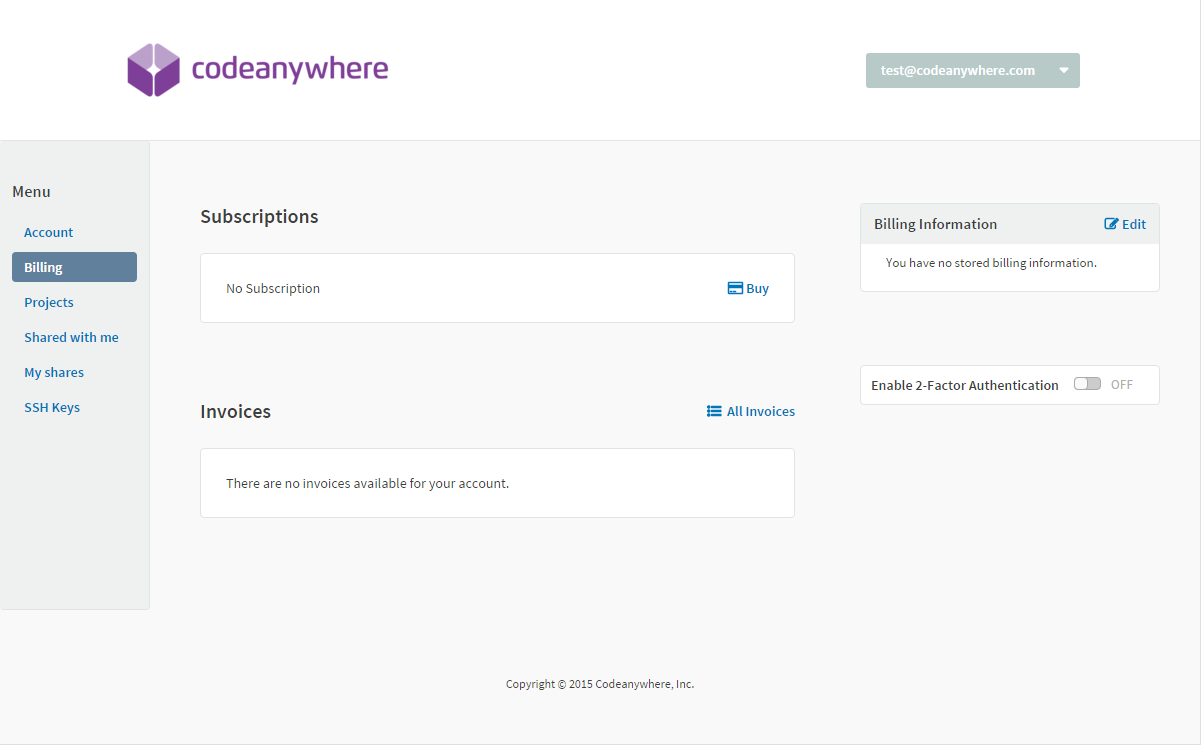 codeanywhere
test@codeanywhere.com
Menu
Account
Billing
Projects
Shared with me
My shares
SSH Keys
Subscriptions
No Subscription
Buy
Invoices
All Invoices
There are no invoices available for your account.
Billing Information
Edit
You have no stored billing information.
Enable 2-Factor Authentication
OFF
Copyright © 2015 Codeanywhere, Inc.